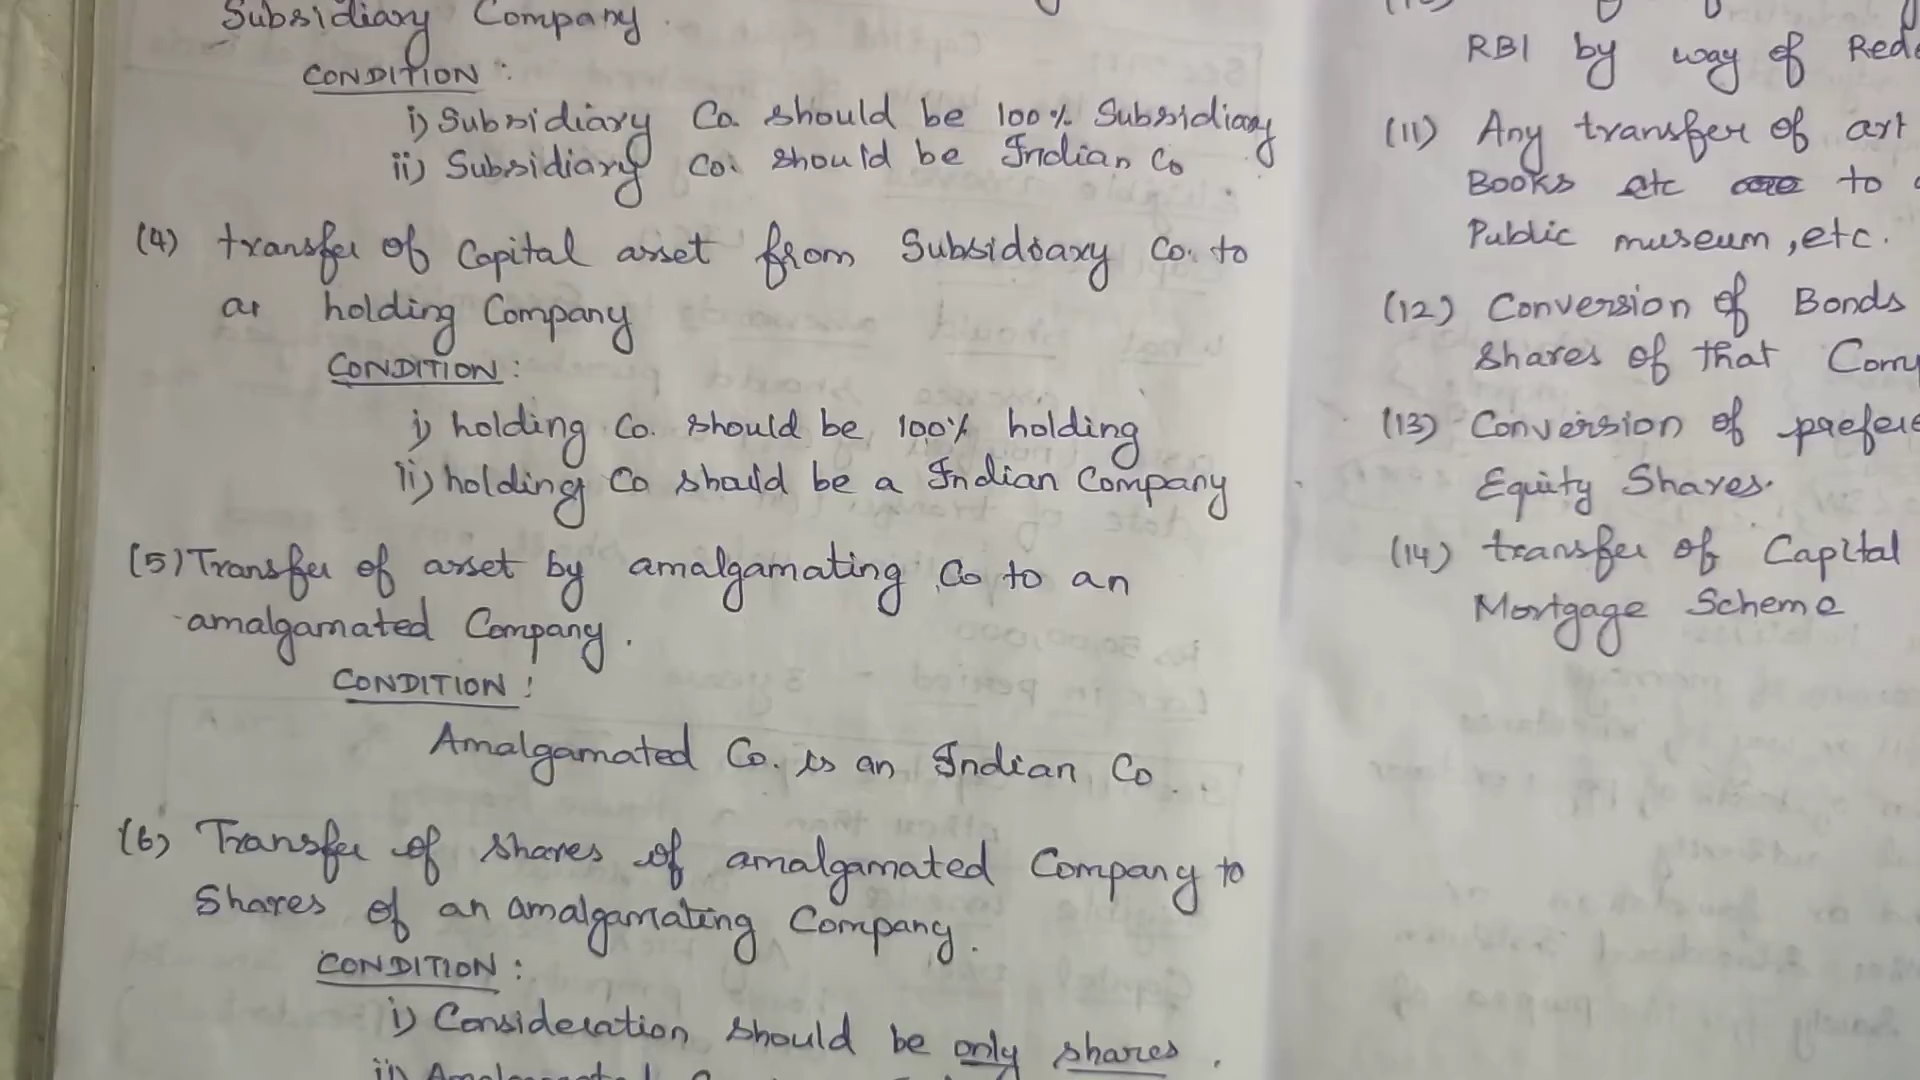 Subsidiary Company.
CONDITION :
i) Subsidiary Co. should be 100% Subsidiary
ii) Subsidiary Co. should be Indian Co
(4) transfer of Capital asset from Subsidiary Co. to
a holding Company
CONDITION :
i) holding Co. should be 100% holding
ii) holding Co should be a Indian Company
(5) Transfer of asset by amalgamating Co to an
amalgamated Company.
CONDITION :
Amalgamated Co. is an Indian Co.
(6) Transfer of shares of amalgamated Company to
Shares of an amalgamating Company.
CONDITION :
i) Consideration should be only shares.
ii)
RBI by way of
(11) Any transfer of art
Books etc to
Public museum, etc.
(12) Conversion of Bonds
shares of that
(13) Conversion of
Equity Shares.
(14) transfer of Capital
Mortgage Scheme